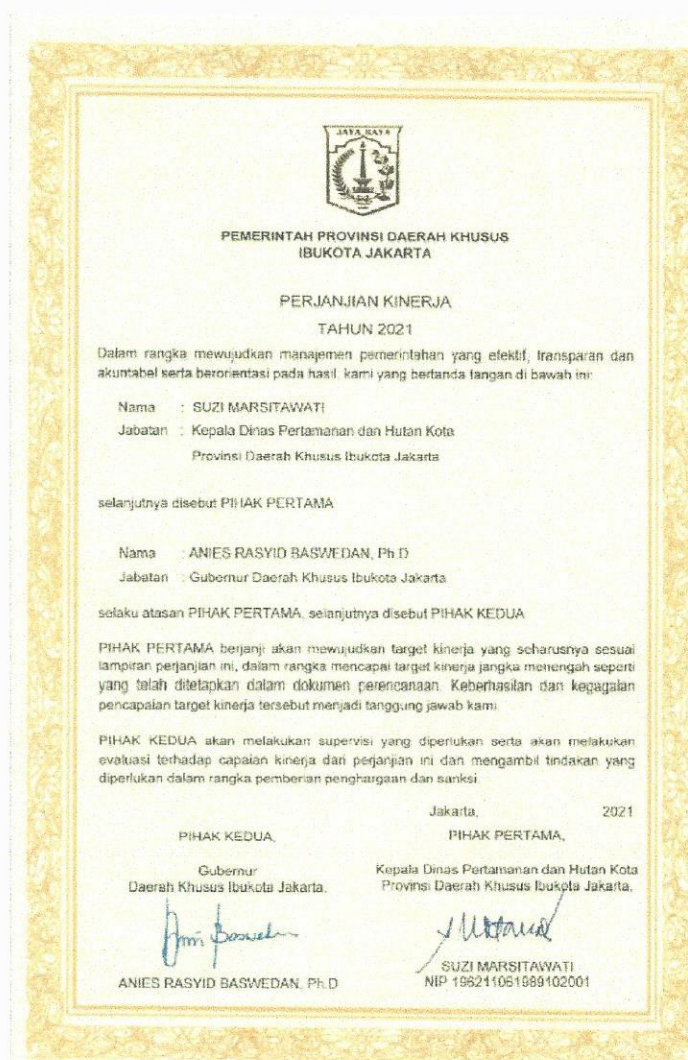 JAYA RAYA
PEMERINTAH PROVINSI DAERAH KHUSUS
IBUKOTA JAKARTA
PERJANJIAN KINERJA
TAHUN 2021
Dalam rangka mewujudkan manajemen pemerintahan yang efektif, transparan dan
akuntabel serta berorientasi pada hasil, kami yang bertanda tangan di bawah ini:
Nama : SUZI MARSITAWATI
Jabatan : Kepala Dinas Pertamanan dan Hutan Kota
Provinsi Daerah Khusus Ibukota Jakarta
selanjutnya disebut PIHAK PERTAMA
Nama : ANIES RASYID BASWEDAN, Ph.D
Jabatan : Gubernur Daerah Khusus Ibukota Jakarta
selaku atasan PIHAK PERTAMA, selanjutnya disebut PIHAK KEDUA
PIHAK PERTAMA berjanji akan mewujudkan target kinerja yang seharusnya sesuai
lampiran perjanjian ini, dalam rangka mencapai target kinerja jangka menengah seperti
yang telah ditetapkan dalam dokumen perencanaan. Keberhasilan dan kegagalan
pencapaian target kinerja tersebut menjadi tanggung jawab kami.
PIHAK KEDUA akan melakukan supervisi yang diperlukan serta akan melakukan
evaluasi terhadap capaian kinerja dari perjanjian ini dan mengambil tindakan yang
diperlukan dalam rangka pemberian penghargaan dan sanksi.
Jakarta, 2021
PIHAK KEDUA, PIHAK PERTAMA,
Gubernur Kepala Dinas Pertamanan dan Hutan Kota
Daerah Khusus Ibukota Jakarta, Provinsi Daerah Khusus Ibukota Jakarta,
Anies Baswedan
ANIES RASYID BASWEDAN, Ph.D SUZI MARSITAWATI
NIP 196211061989102001